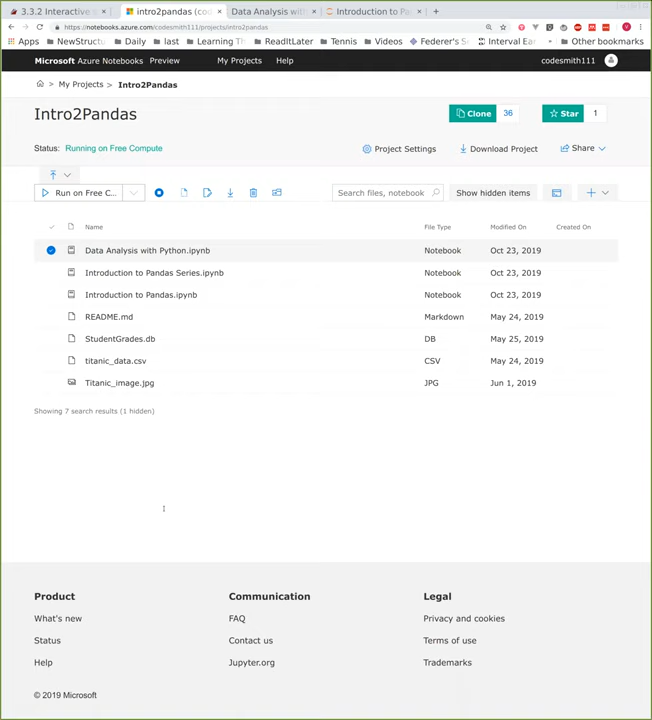 3.3.2 Interactive s
intro2pandas (co
Data Analysis wit
Introduction to Pa
https://notebooks.azure.com/codesmith111/projects/intro2pandas
Apps NewStructu Daily last Learning Th ReadItLater Tennis Videos Federer's S Interval Ea Other bookmarks
Microsoft Azure Notebooks Preview My Projects Help codesmith111
My Projects > Intro2Pandas
Intro2Pandas
Clone 36 Star 1
Status: Running on Free Compute
Project Settings Download Project Share
Run on Free C... Search files, notebook Show hidden items
Name File Type Modified On Created On
Data Analysis with Python.ipynb Notebook Oct 23, 2019
Introduction to Pandas Series.ipynb Notebook Oct 23, 2019
Introduction to Pandas.ipynb Notebook Oct 23, 2019
README.md Markdown May 24, 2019
StudentGrades.db DB May 25, 2019
titanic_data.csv CSV May 24, 2019
Titanic_image.jpg JPG Jun 1, 2019
Showing 7 search results (1 hidden)
Product Communication Legal
What's new FAQ Privacy and cookies
Status Contact us Terms of use
Help Jupyter.org Trademarks
© 2019 Microsoft